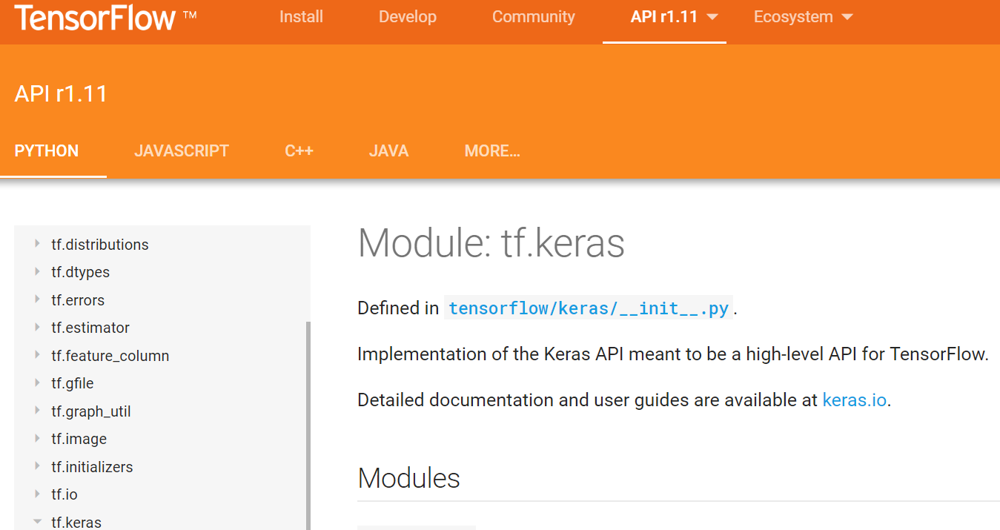 TensorFlow ™
Install Develop Community API r1.11 Ecosystem
API r1.11
PYTHON JAVASCRIPT C++ JAVA MORE…
tf.distributions
tf.dtypes
tf.errors
tf.estimator
tf.feature_column
tf.gfile
tf.graph_util
tf.image
tf.initializers
tf.io
tf.keras
Module: tf.keras
Defined in tensorflow/keras/__init__.py.
Implementation of the Keras API meant to be a high-level API for TensorFlow.
Detailed documentation and user guides are available at keras.io.
Modules